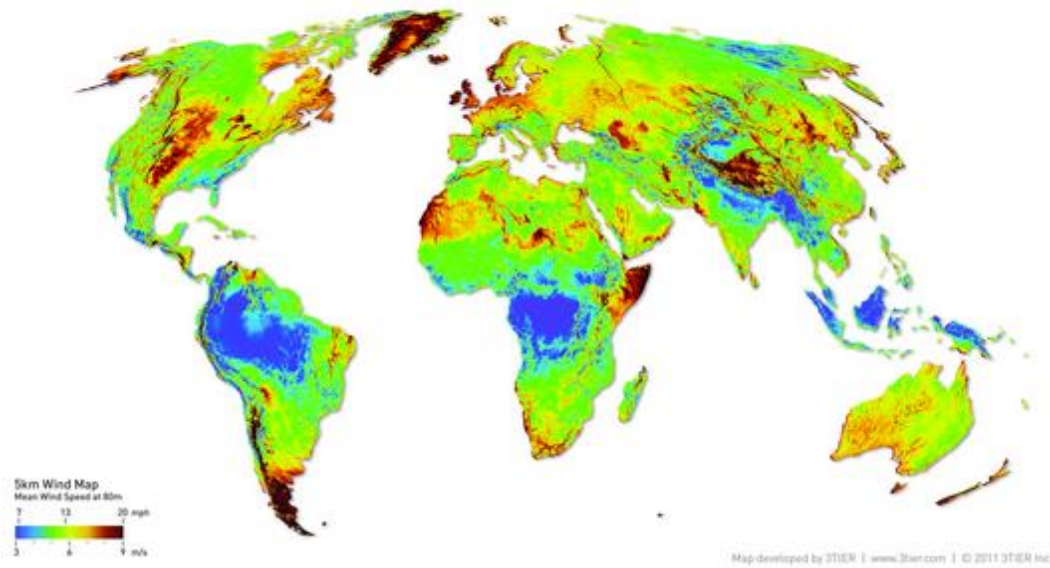 5km Wind Map
Mean Wind Speed at 80m
7 13 20 mph
3 6 9 m/s
Map developed by 3TIER | www.3tier.com | © 2011 3TIER Inc